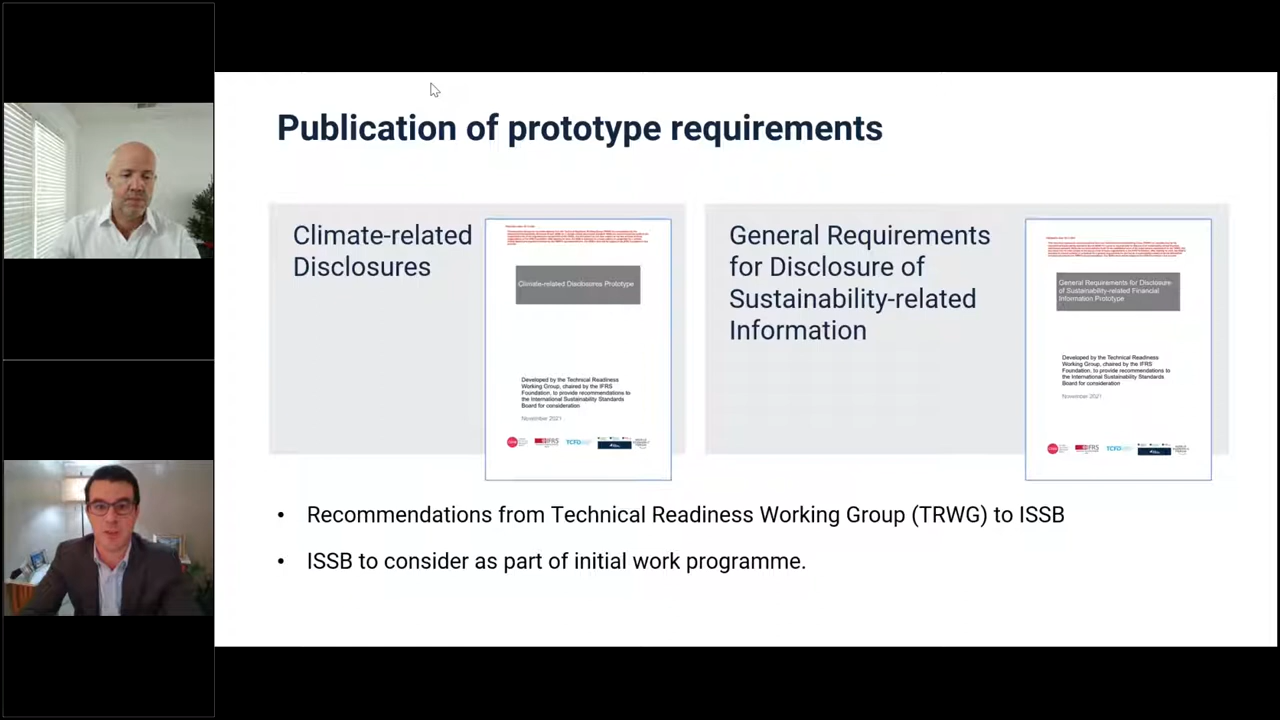 Publication of prototype requirements
Climate-related
Disclosures
Climate-related Disclosures Prototype
Developed by the Technical Readiness
Working Group, chaired by the IFRS
Foundation, to provide recommendations to
the International Sustainability Standards
Board for consideration
November 2021
IFRS
TCFD
General Requirements
for Disclosure of
Sustainability-related
Information
General Requirements for Disclosure
of Sustainability-related Financial
Information Prototype
Developed by the Technical Readiness
Working Group, chaired by the IFRS
Foundation, to provide recommendations to
the International Sustainability Standards
Board for consideration
November 2021
IFRS
TCFD
• Recommendations from Technical Readiness Working Group (TRWG) to ISSB
• ISSB to consider as part of initial work programme.